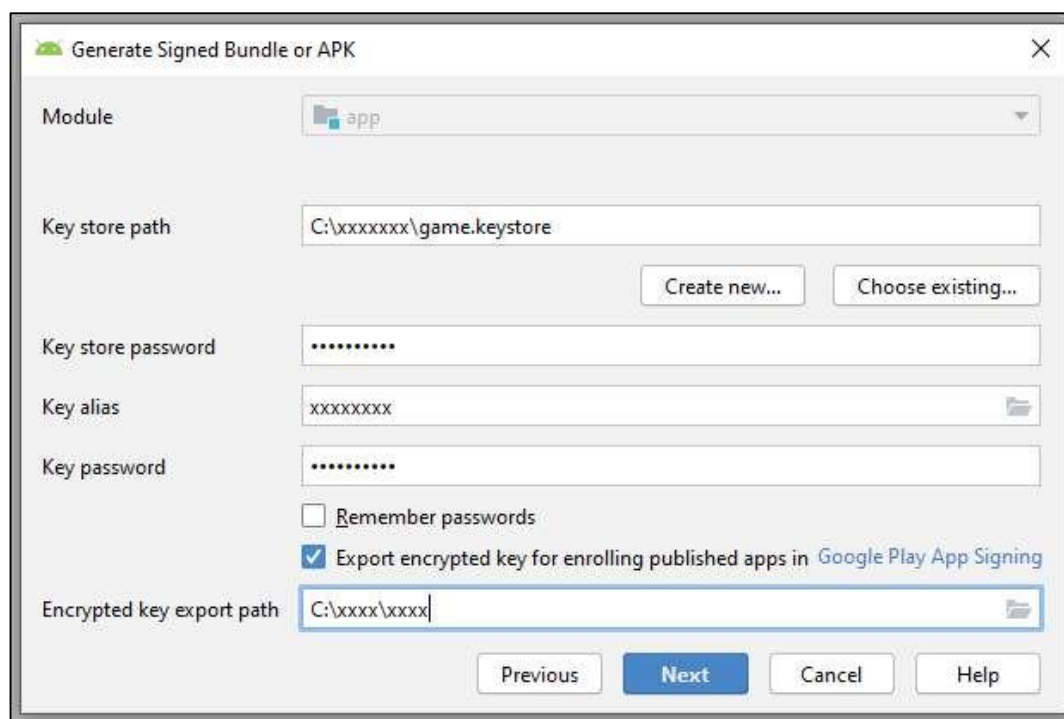 Generate Signed Bundle or APK
Module
app
Key store path
C:\xxxxxxx\game.keystore
Create new...
Choose existing...
Key store password
••••••••••
Key alias
xxxxxxxx
Key password
••••••••••
Remember passwords
Export encrypted key for enrolling published apps in Google Play App Signing
Encrypted key export path
C:\xxxx\xxxx
Previous
Next
Cancel
Help